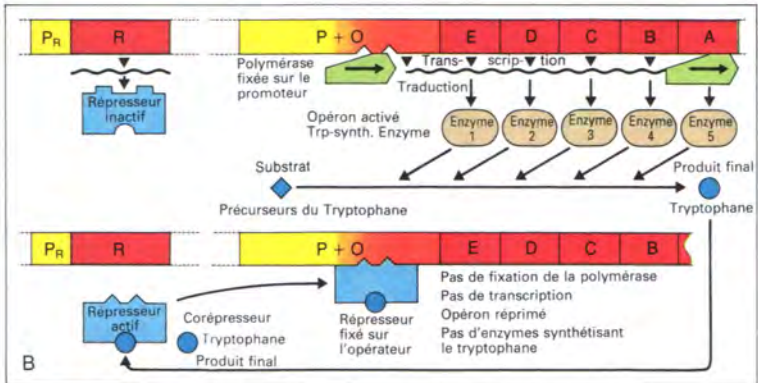 P_R R P + O E D C B A
Polymérase
fixée sur le
promoteur
Trans- scrip- tion
Traduction
Répresseur
inactif
Opéron activé
Trp-synth. Enzyme
Enzyme
1
Enzyme
2
Enzyme
3
Enzyme
4
Enzyme
5
Substrat
Précurseurs du Tryptophane
Produit final
Tryptophane
P_R R P + O E D C B
Répresseur
actif
Corépresseur
Tryptophane
Produit final
Répresseur
fixé sur
l'opérateur
Pas de fixation de la polymérase
Pas de transcription
Opéron réprimé
Pas d'enzymes synthétisant
le tryptophane
B